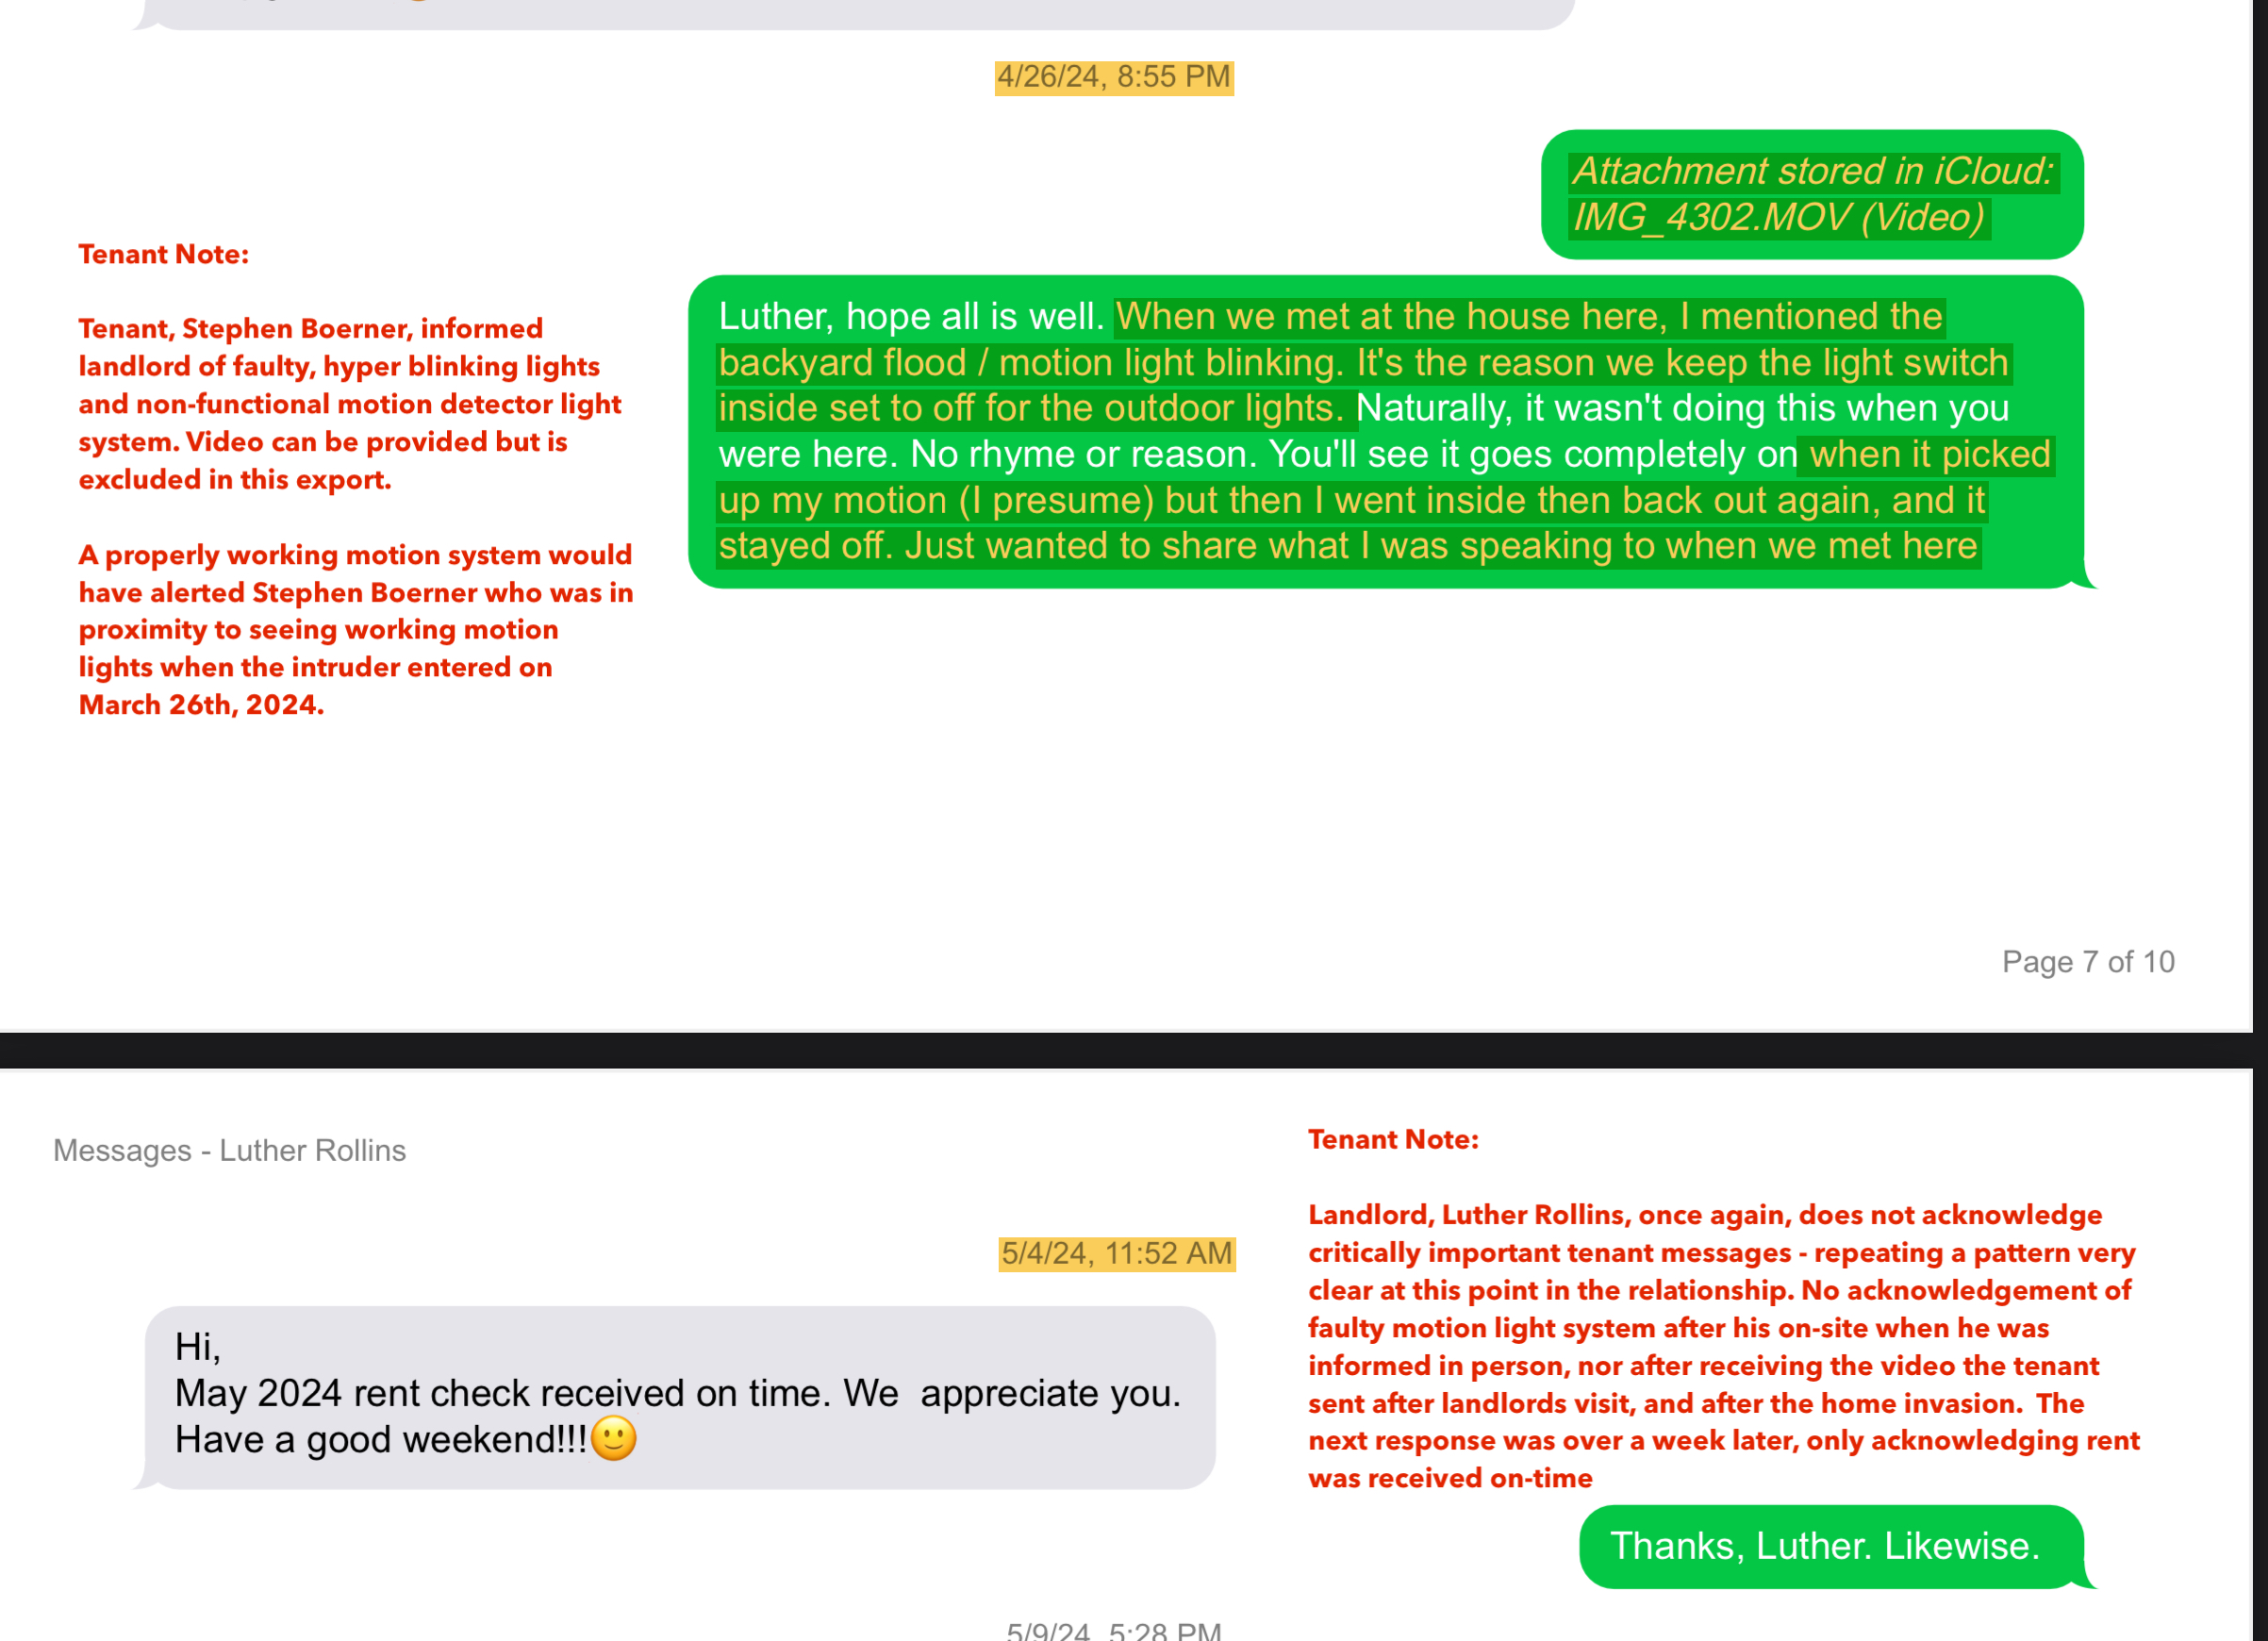 4/26/24, 8:55 PM
Attachment stored in iCloud:
IMG_4302.MOV (Video)
Tenant Note:
Tenant, Stephen Boerner, informed
landlord of faulty, hyper blinking lights
and non-functional motion detector light
system. Video can be provided but is
excluded in this export.
A properly working motion system would
have alerted Stephen Boerner who was in
proximity to seeing working motion
lights when the intruder entered on
March 26th, 2024.
Luther, hope all is well. When we met at the house here, I mentioned the
backyard flood / motion light blinking. It's the reason we keep the light switch
inside set to off for the outdoor lights. Naturally, it wasn't doing this when you
were here. No rhyme or reason. You'll see it goes completely on when it picked
up my motion (I presume) but then I went inside then back out again, and it
stayed off. Just wanted to share what I was speaking to when we met here
Page 7 of 10
Messages - Luther Rollins
Tenant Note:
Landlord, Luther Rollins, once again, does not acknowledge
critically important tenant messages - repeating a pattern very
clear at this point in the relationship. No acknowledgement of
faulty motion light system after his on-site when he was
informed in person, nor after receiving the video the tenant
sent after landlords visit, and after the home invasion.  The
next response was over a week later, only acknowledging rent
was received on-time
5/4/24, 11:52 AM
Hi,
May 2024 rent check received on time. We  appreciate you.
Have a good weekend!!!🙂
Thanks, Luther. Likewise.
5/9/24, 5:28 PM